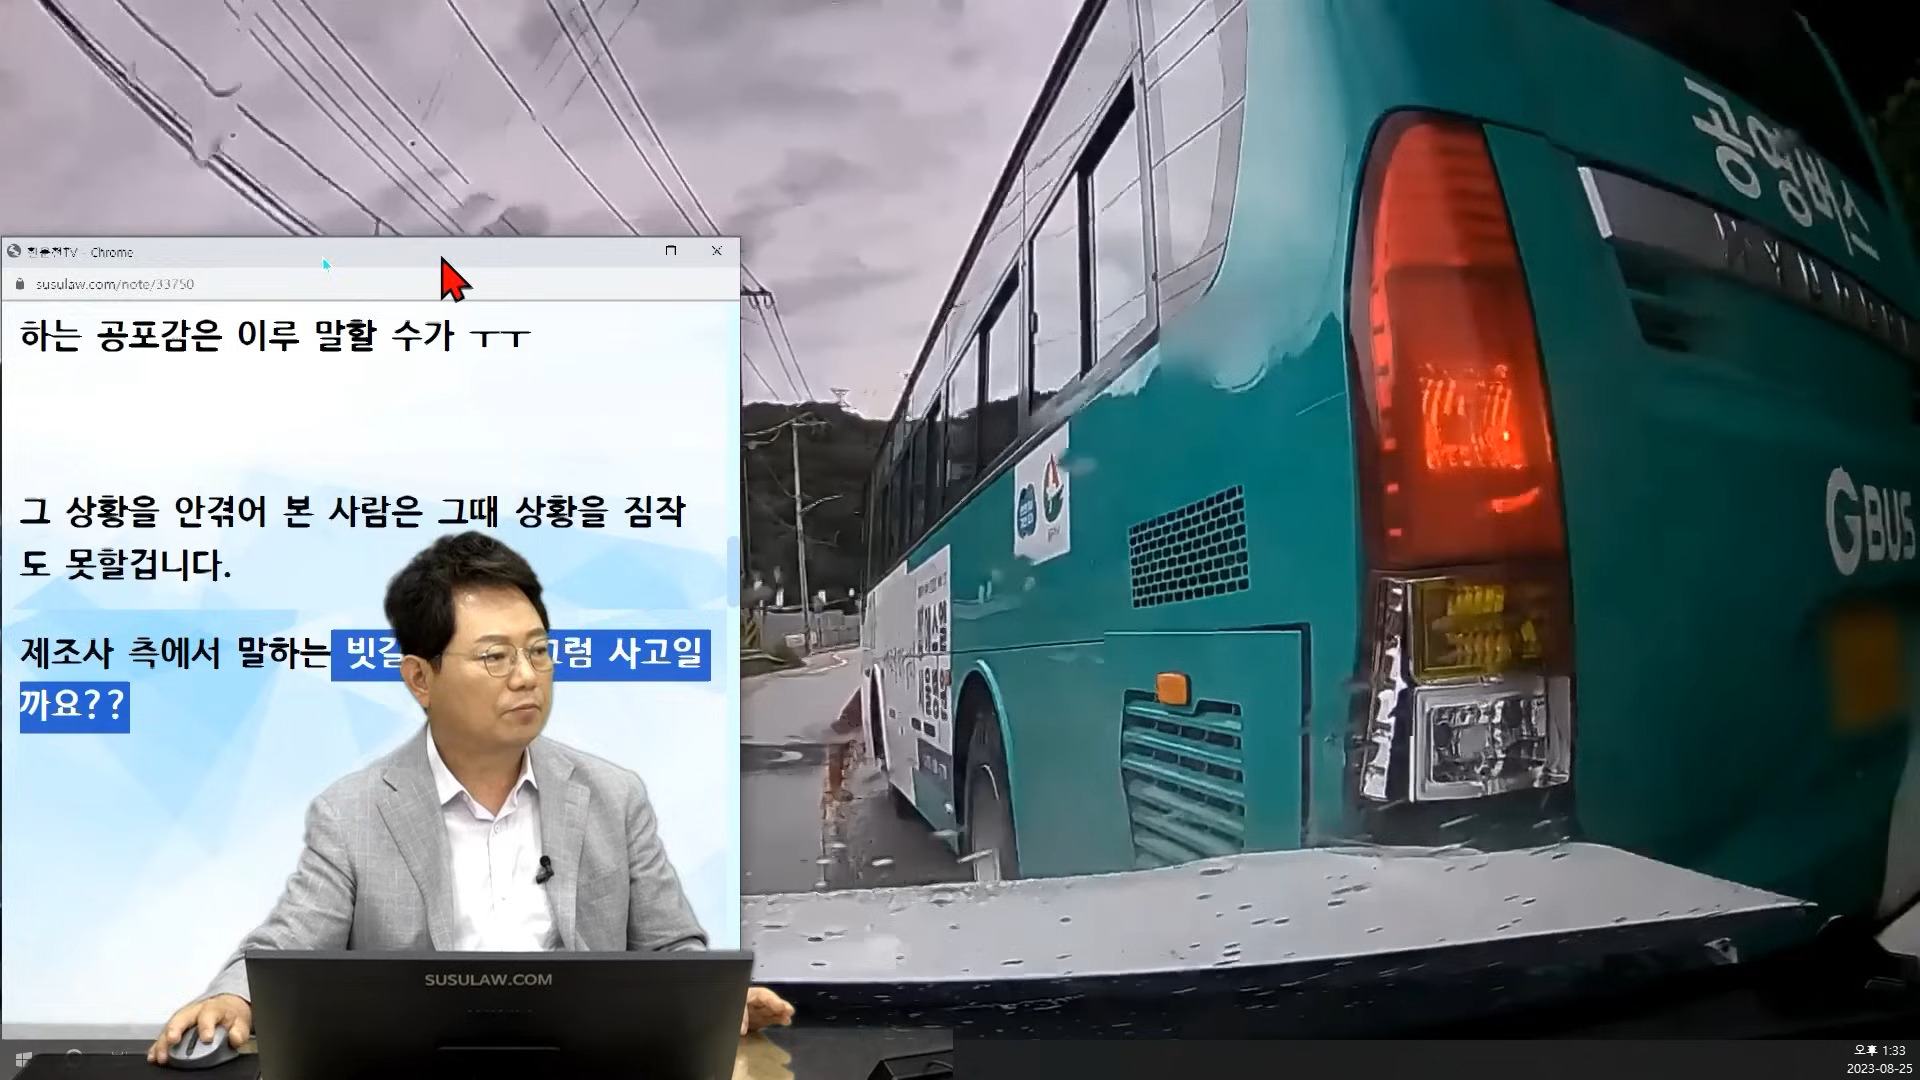 한문철TV - Chrome
susulaw.com/note/33750
하는 공포감은 이루 말할 수가 ㅜㅜ
그 상황을 안겪어 본 사람은 그때 상황을 짐작
도 못할겁니다.
제조사 측에서 말하는 빗길
그럼 사고일
까요??
SUSULAW.COM
공영버스
GBUS
오후 1:33
2023-08-25